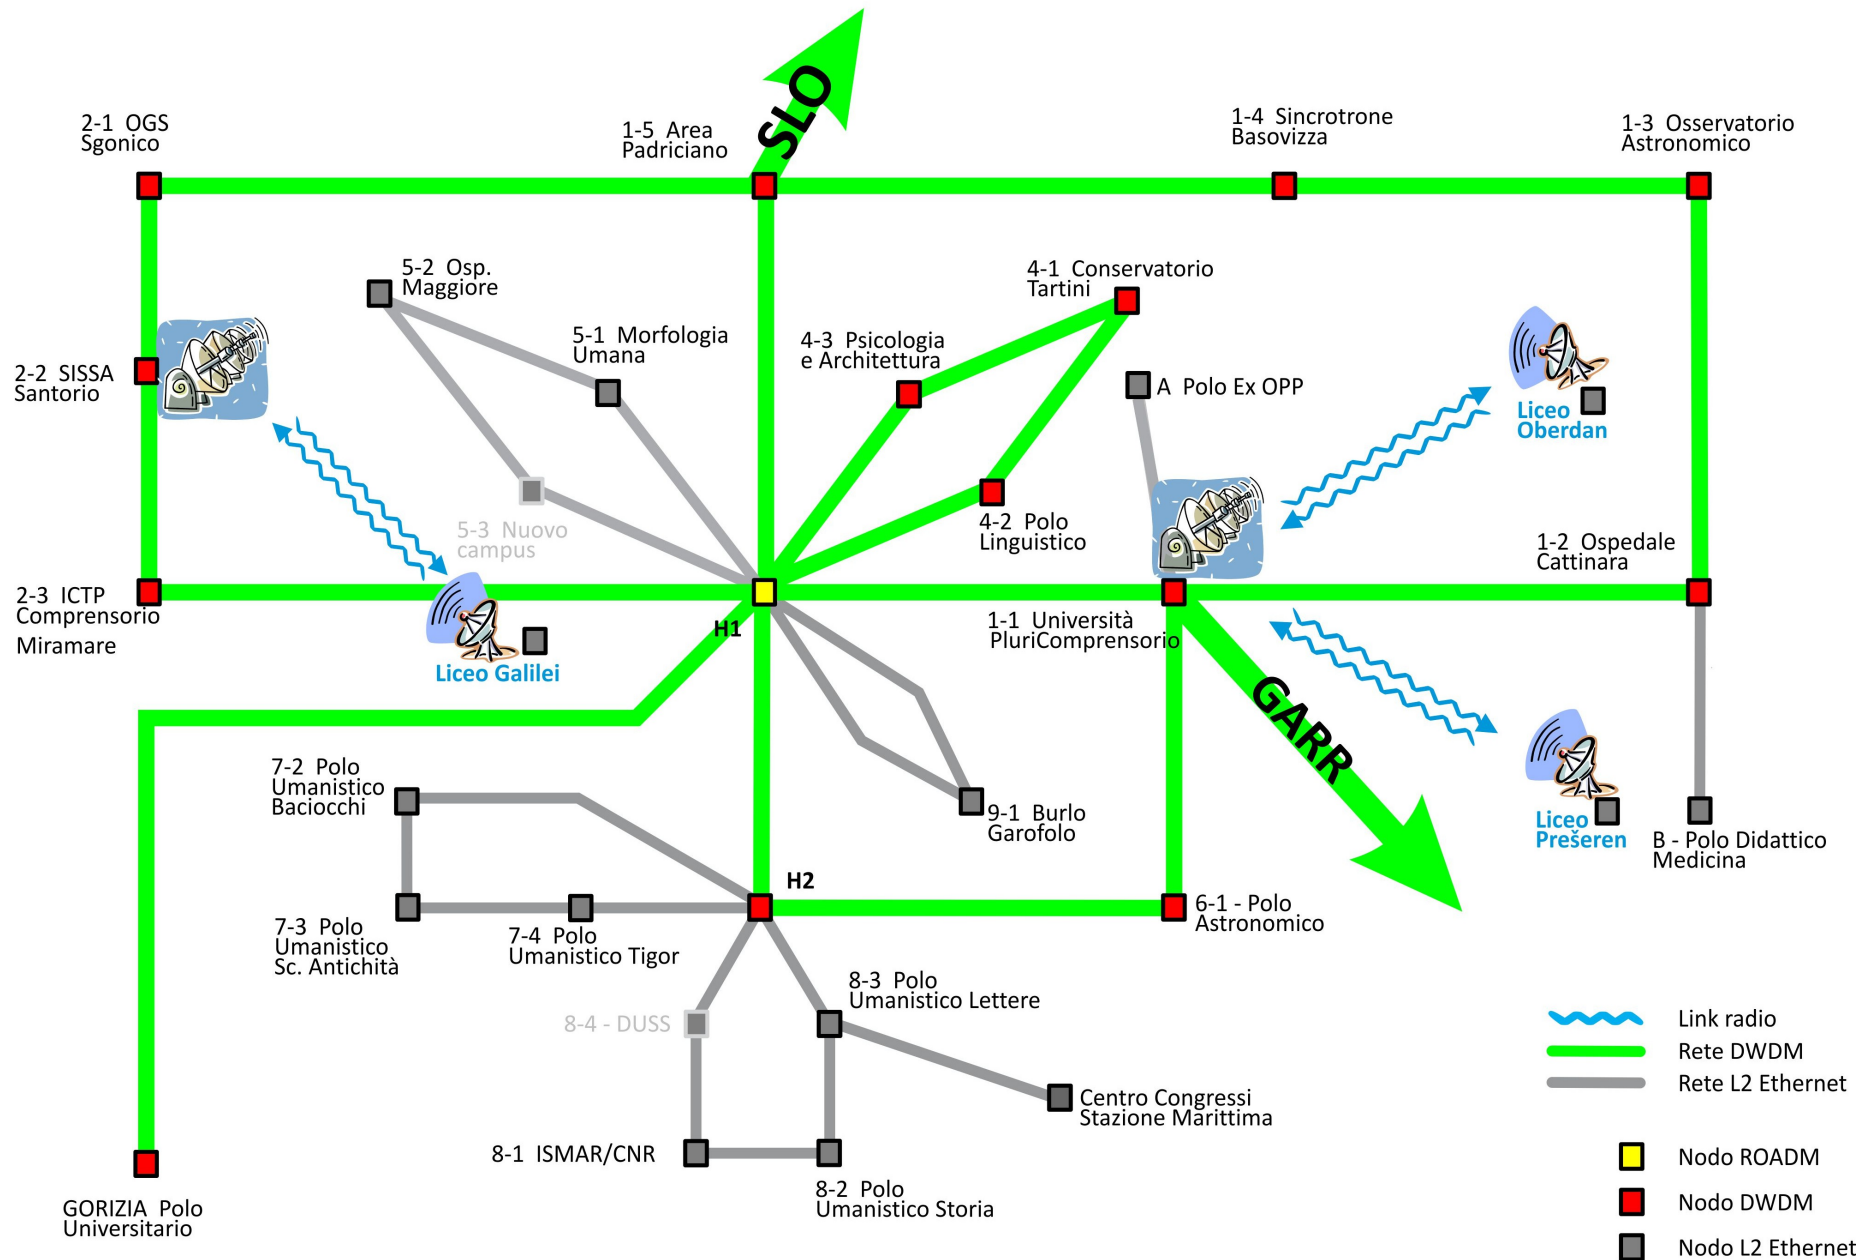 SLO
2-1 OGS
Sgonico
1-5 Area
Padriciano
1-4 Sincrotrone
Basovizza
1-3 Osservatorio
Astronomico
5-2 Osp.
Maggiore
4-1 Conservatorio
Tartini
5-1 Morfologia
Umana
4-3 Psicologia
e Architettura
2-2 SISSA
Santorio
A Polo Ex OPP
Liceo
Oberdan
5-3 Nuovo
campus
4-2 Polo
Linguistico
1-2 Ospedale
Cattinara
2-3 ICTP
Comprensorio
Miramare
H1
1-1 Università
PluriComprensorio
Liceo Galilei
GARR
7-2 Polo
Umanistico
Baciocchi
9-1 Burlo
Garofolo
Liceo
Prešeren
B - Polo Didattico
Medicina
H2
6-1 - Polo
Astronomico
7-3 Polo
Umanistico
Sc. Antichità
7-4 Polo
Umanistico Tigor
8-3 Polo
Umanistico Lettere
8-4 - DUSS
Centro Congressi
Stazione Marittima
8-1 ISMAR/CNR
8-2 Polo
Umanistico Storia
GORIZIA Polo
Universitario
Link radio
Rete DWDM
Rete L2 Ethernet
Nodo ROADM
Nodo DWDM
Nodo L2 Ethernet